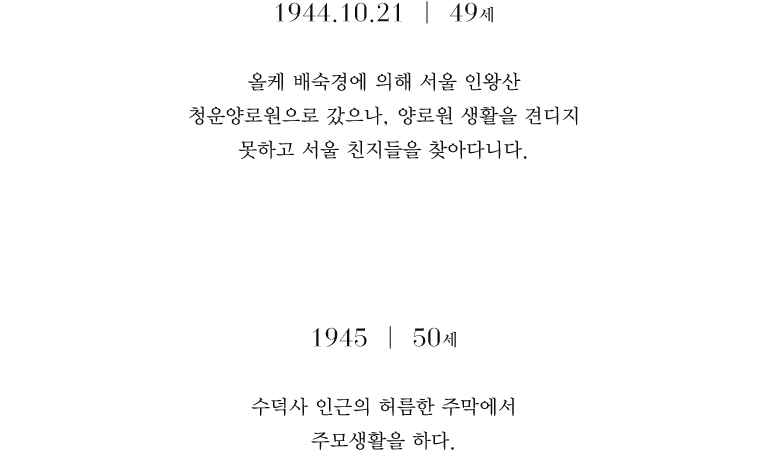 1944.10.21 | 49세
올케 배숙경에 의해 서울 인왕산
청운양로원으로 갔으나, 양로원 생활을 견디지
못하고 서울 친지들을 찾아다니다.
1945 | 50세
수덕사 인근의 허름한 주막에서
주모생활을 하다.